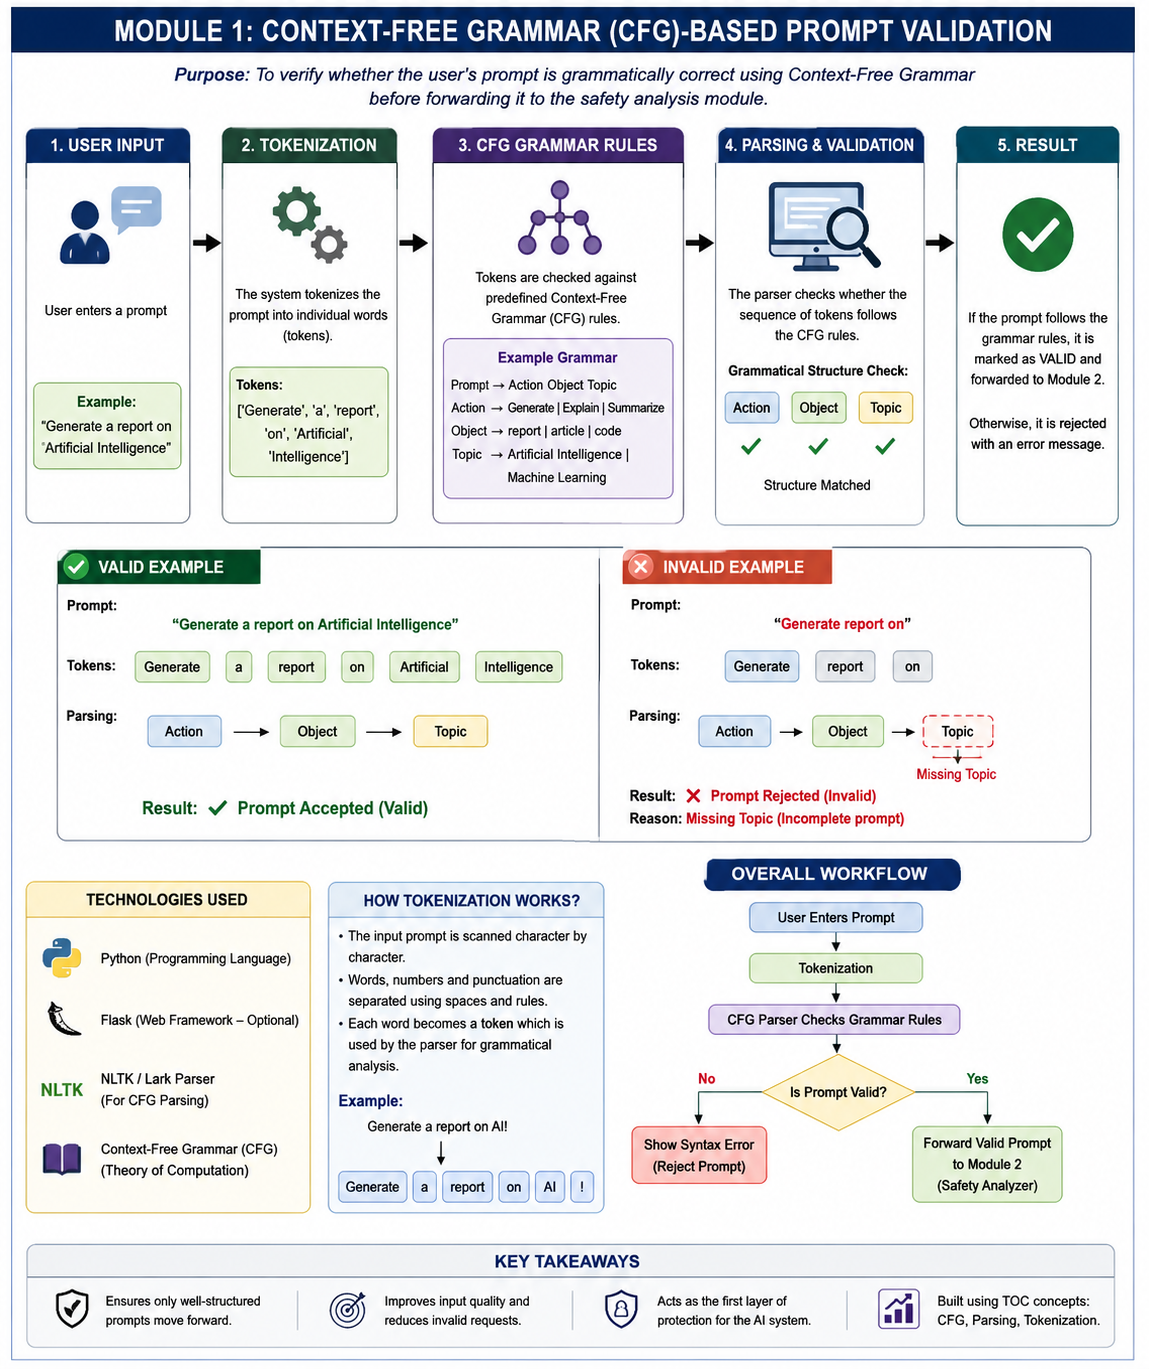 MODULE 1: CONTEXT-FREE GRAMMAR (CFG)-BASED PROMPT VALIDATION
Purpose: To verify whether the user's prompt is grammatically correct using Context-Free Grammar
before forwarding it to the safety analysis module.
1. USER INPUT
User enters a prompt
Example:
"Generate a report on
"Artificial Intelligence"
2. TOKENIZATION
The system tokenizes the
prompt into individual words
(tokens).
Tokens:
['Generate', 'a', 'report',
'on', 'Artificial',
'Intelligence']
3. CFG GRAMMAR RULES
Tokens are checked against
predefined Context-Free
Grammar (CFG) rules.
Example Grammar
Prompt → Action Object Topic
Action → Generate | Explain | Summarize
Object → report | article | code
Topic → Artificial Intelligence |
Machine Learning
4. PARSING & VALIDATION
The parser checks whether the
sequence of tokens follows
the CFG rules.
Grammatical Structure Check:
Action Object Topic
Structure Matched
5. RESULT
If the prompt follows the
grammar rules, it is
marked as VALID and
forwarded to Module 2.
Otherwise, it is rejected
with an error message.
VALID EXAMPLE
Prompt:
"Generate a report on Artificial Intelligence"
Tokens: Generate a report on Artificial Intelligence
Parsing: Action Object Topic
Result: ✓ Prompt Accepted (Valid)
INVALID EXAMPLE
Prompt:
"Generate report on"
Tokens: Generate report on
Parsing: Action Object Topic
Missing Topic
Result: ✗ Prompt Rejected (Invalid)
Reason: Missing Topic (Incomplete prompt)
TECHNOLOGIES USED
Python (Programming Language)
Flask (Web Framework – Optional)
NLTK
NLTK / Lark Parser
(For CFG Parsing)
Context-Free Grammar (CFG)
(Theory of Computation)
HOW TOKENIZATION WORKS?
• The input prompt is scanned character by
character.
• Words, numbers and punctuation are
separated using spaces and rules.
• Each word becomes a token which is
used by the parser for grammatical
analysis.
Example:
Generate a report on AI!
Generate a report on AI !
OVERALL WORKFLOW
User Enters Prompt
Tokenization
CFG Parser Checks Grammar Rules
Is Prompt Valid?
No
Yes
Show Syntax Error
(Reject Prompt)
Forward Valid Prompt
to Module 2
(Safety Analyzer)
KEY TAKEAWAYS
Ensures only well-structured
prompts move forward.
Improves input quality and
reduces invalid requests.
Acts as the first layer of
protection for the AI system.
Built using TOC concepts:
CFG, Parsing, Tokenization.